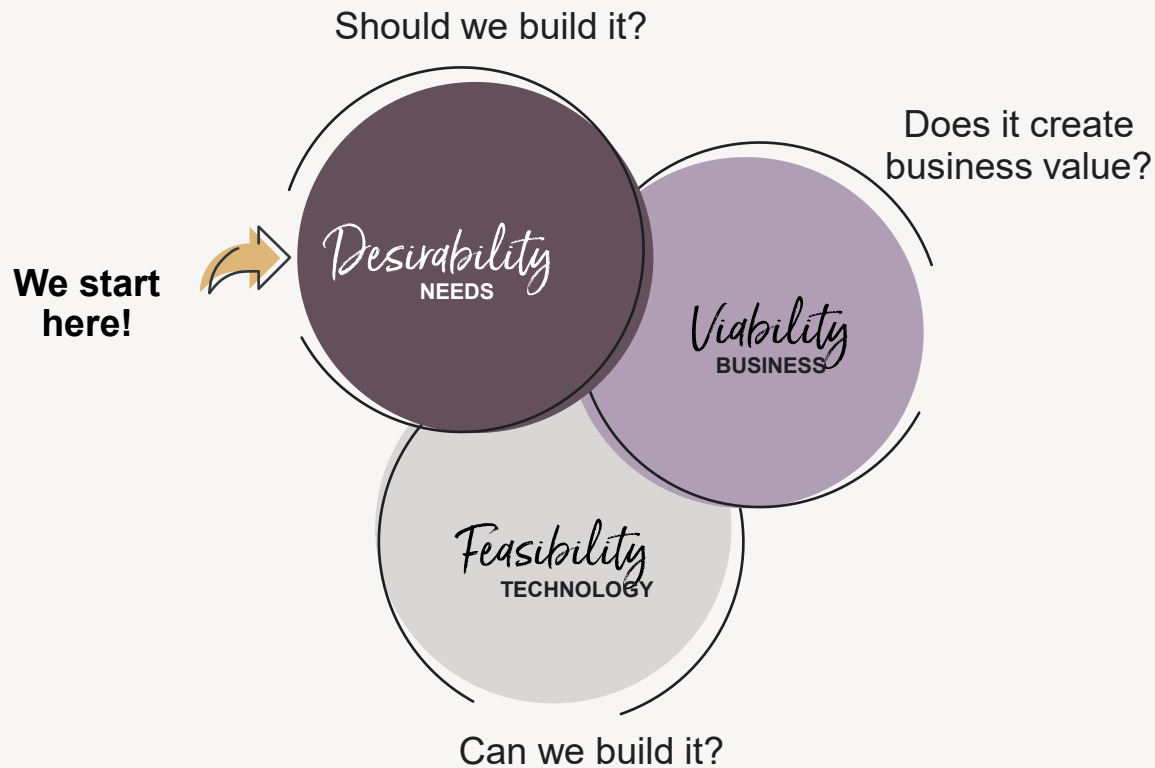 Should we build it?
Does it create
business value?
We start
here!
Desirability
NEEDS
Viability
BUSINESS
Feasibility
TECHNOLOGY
Can we build it?